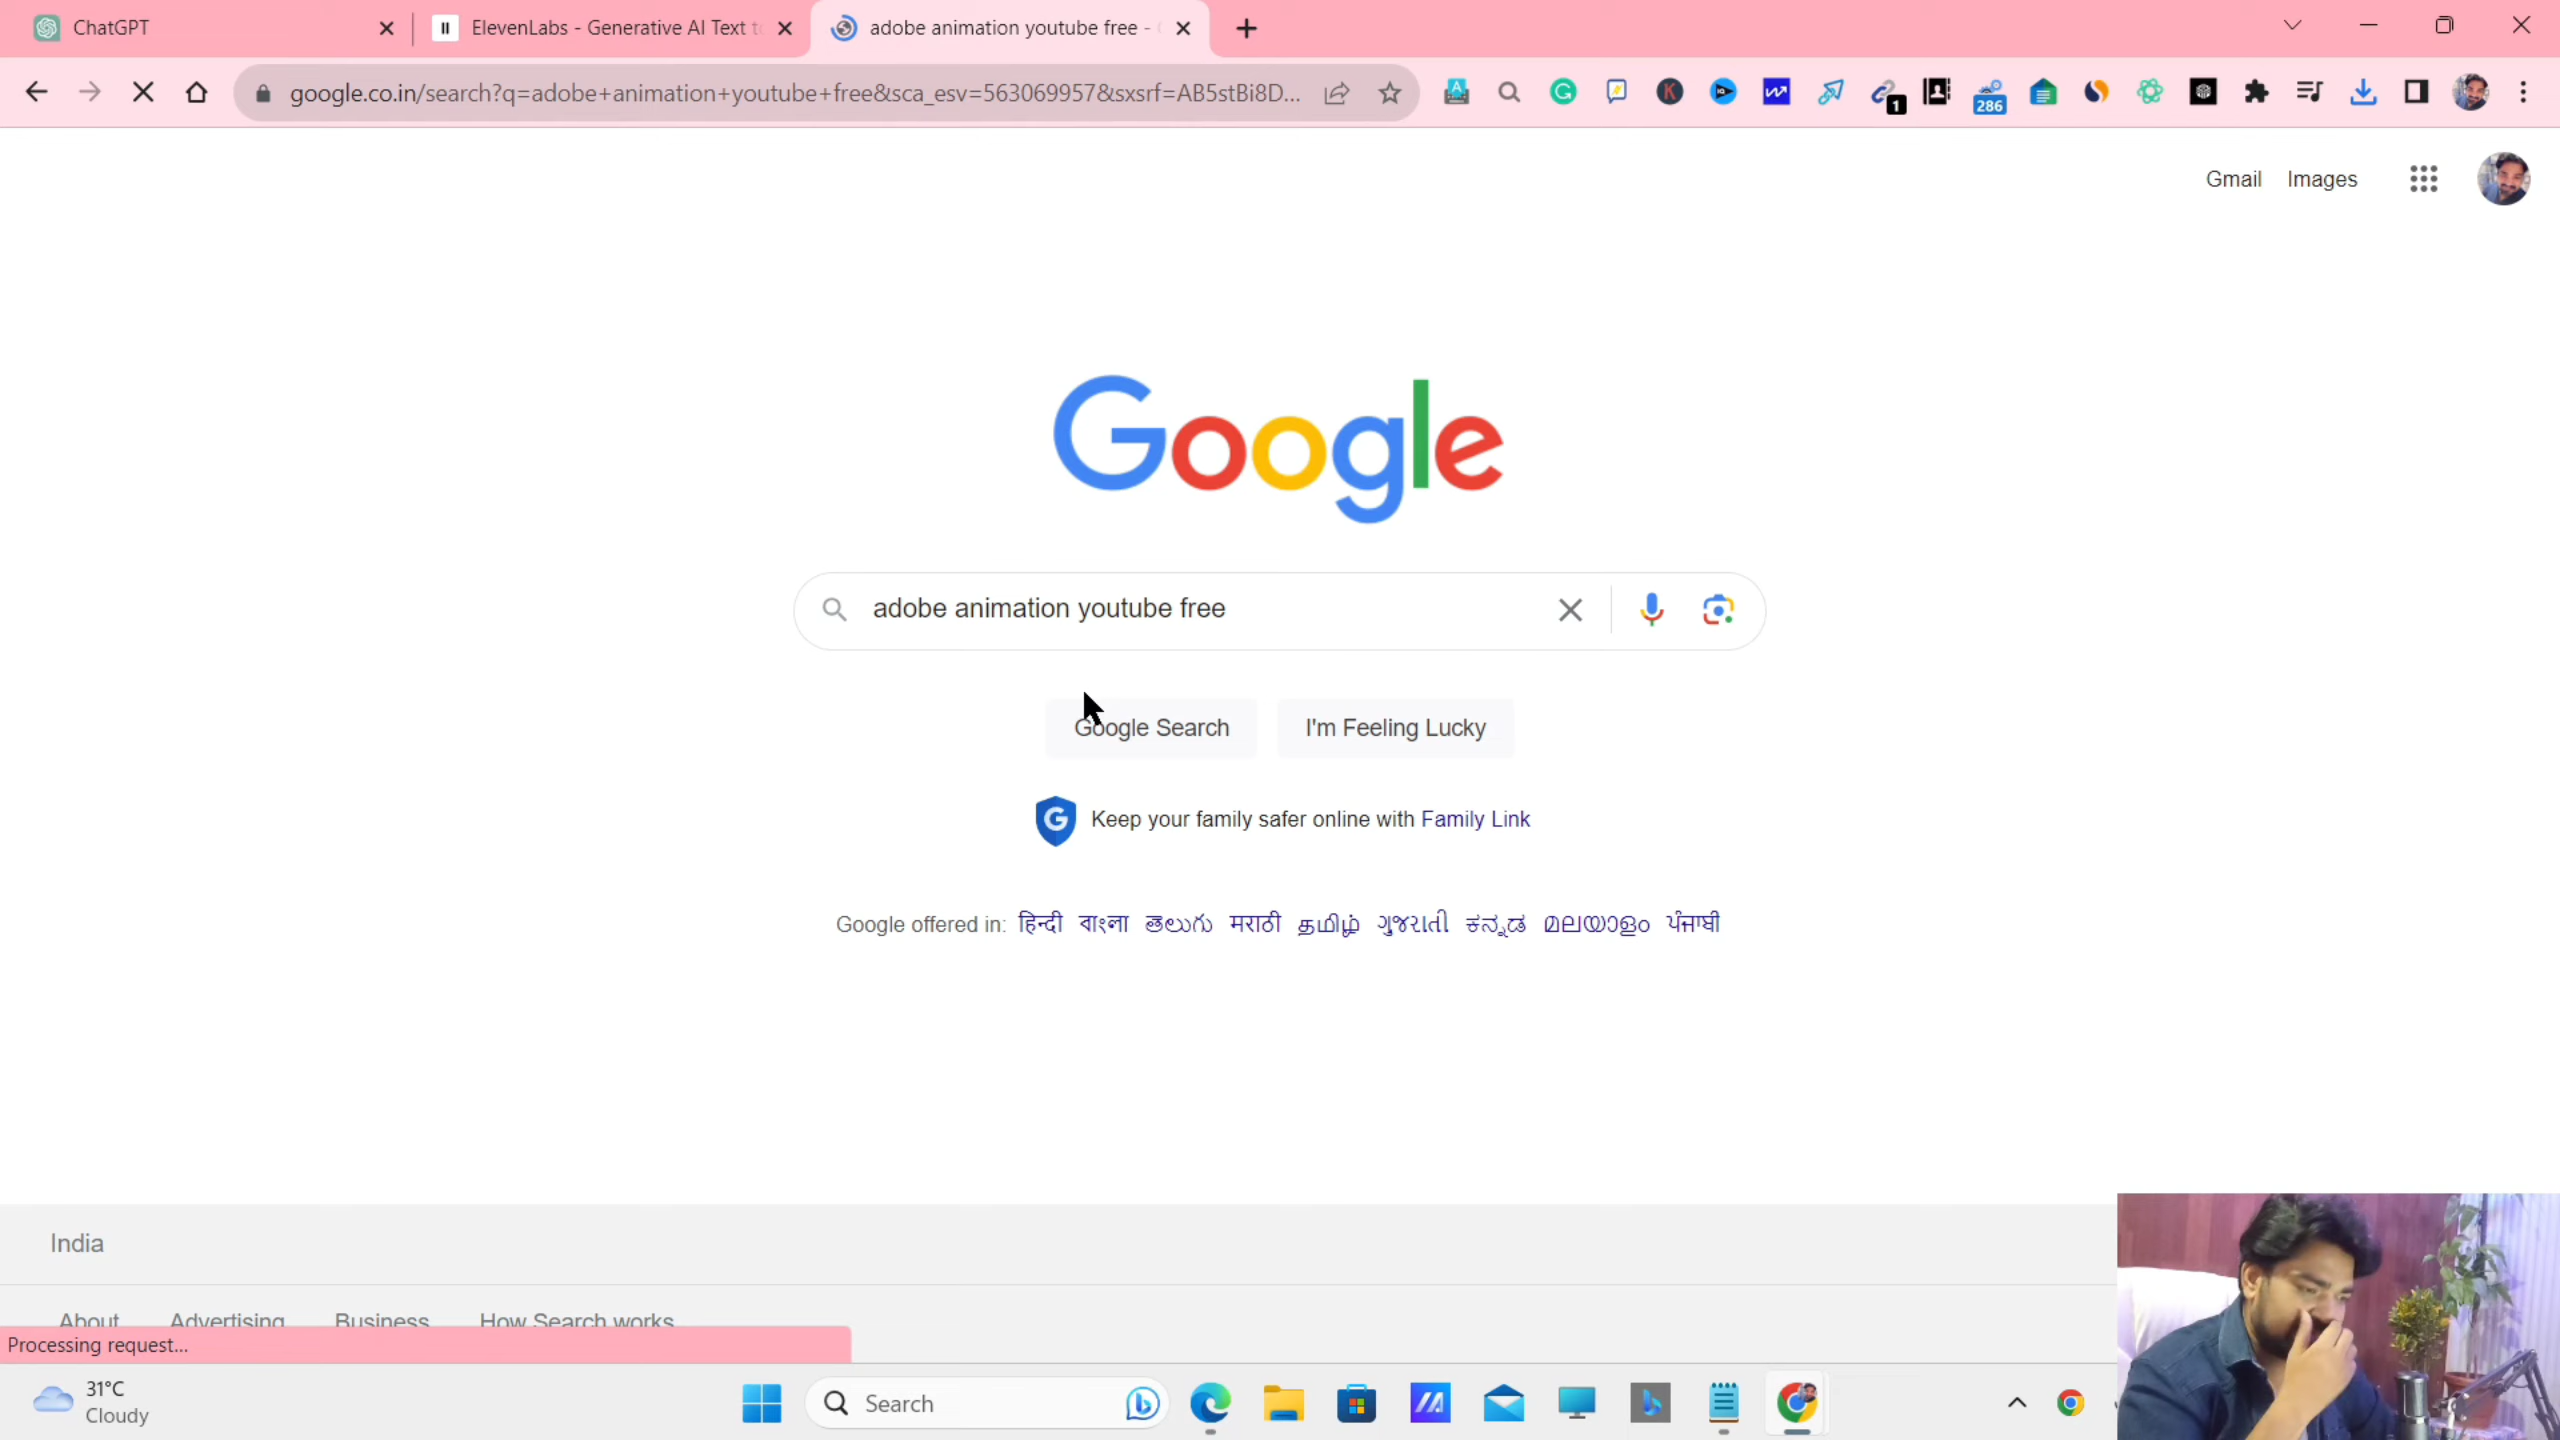 ChatGPT
ElevenLabs - Generative AI Text to
adobe animation youtube free -
google.co.in/search?q=adobe+animation+youtube+free&sca_esv=563069957&sxsrf=AB5stBi8D...
1
286
Gmail Images
Google
adobe animation youtube free
Google Search I'm Feeling Lucky
Keep your family safer online with Family Link
Google offered in: हिन्दी বাংলা తెలుగు मराठी தமிழ் ગુજરાતી ಕನ್ನಡ മലയാളം ਪੰਜਾਬੀ
India
About Advertising Business How Search works
Processing request...
31°C
Cloudy
Search